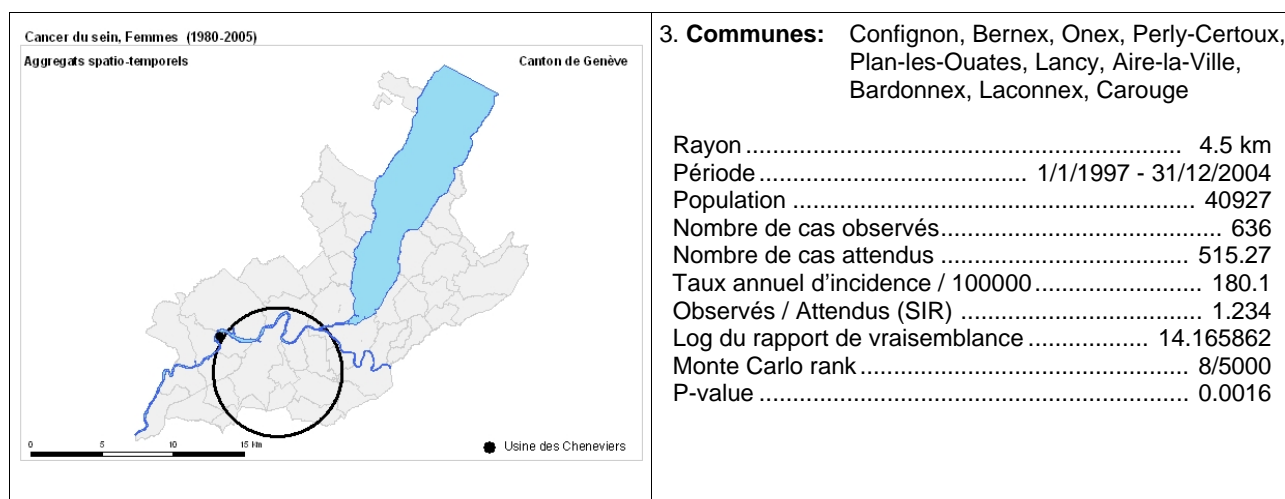 Cancer du sein, Femmes (1980-2005)
Aggregats spatio-temporels
Canton de Genève
0 5 10 15 Km
Usine des Cheneviers
3. Communes: Confignon, Bernex, Onex, Perly-Certoux,
Plan-les-Ouates, Lancy, Aire-la-Ville,
Bardonnex, Laconnex, Carouge
Rayon ................................................................ 4.5 km
Période ....................................... 1/1/1997 - 31/12/2004
Population ........................................................... 40927
Nombre de cas observés......................................... 636
Nombre de cas attendus ..................................... 515.27
Taux annuel d'incidence / 100000......................... 180.1
Observés / Attendus (SIR) .................................... 1.234
Log du rapport de vraisemblance ................. 14.165862
Monte Carlo rank ................................................ 8/5000
P-value ............................................................... 0.0016